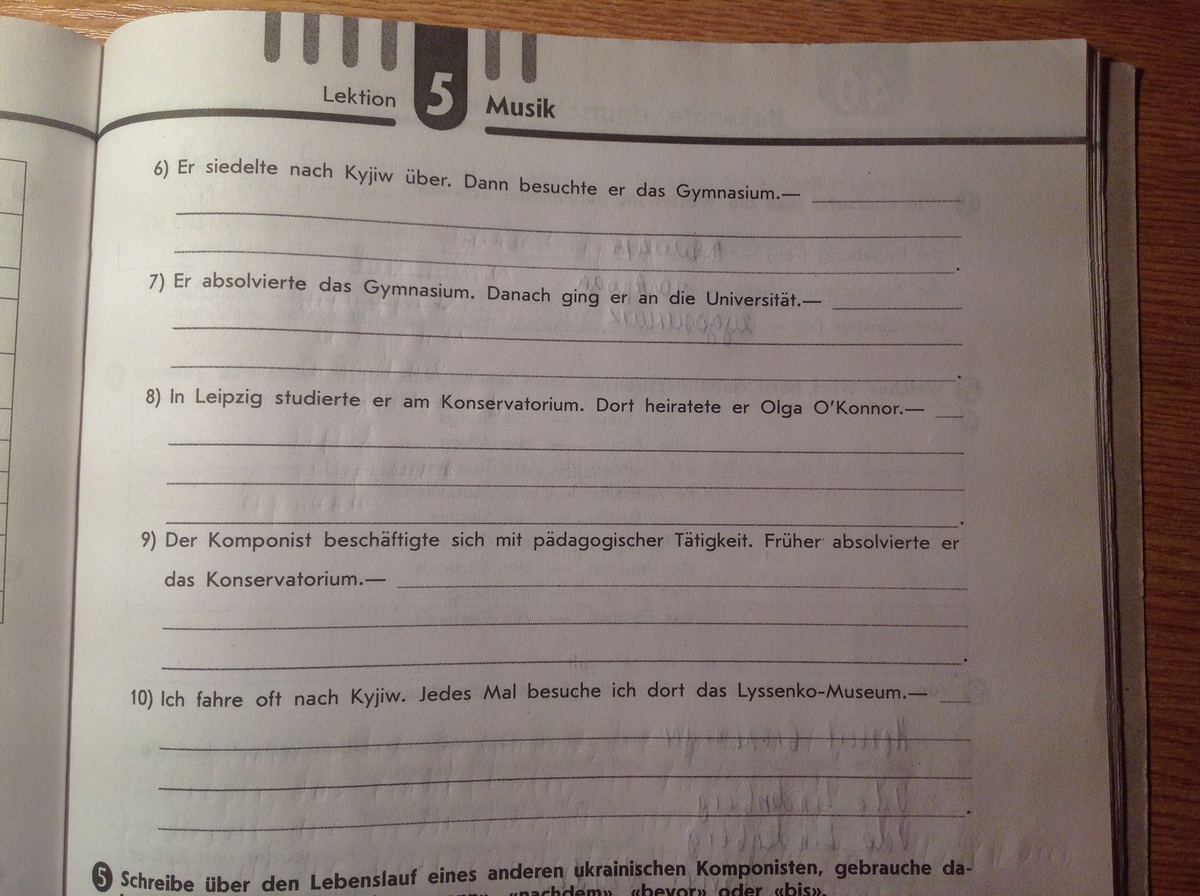 Lektion 5 Musik
6) Er siedelte nach Kyjiw über. Dann besuchte er das Gymnasium.—
.
7) Er absolvierte das Gymnasium. Danach ging er an die Universität.—
.
8) In Leipzig studierte er am Konservatorium. Dort heiratete er Olga O'Konnor.—
.
9) Der Komponist beschäftigte sich mit pädagogischer Tätigkeit. Früher absolvierte er
das Konservatorium.—
.
10) Ich fahre oft nach Kyjiw. Jedes Mal besuche ich dort das Lyssenko-Museum.—
.
5 Schreibe über den Lebenslauf eines anderen ukrainischen Komponisten, gebrauche da-
«nachdem», «bevor» oder «bis».